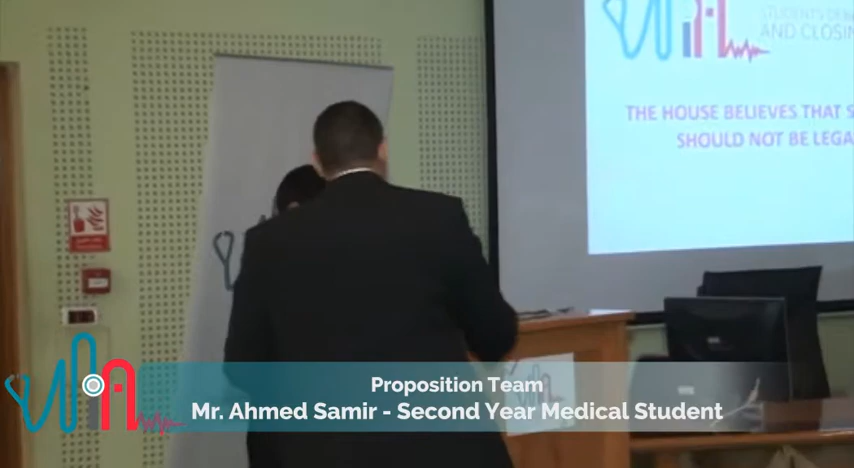 AND CLOSIN
THE HOUSE BELIEVES THAT S
SHOULD NOT BE LEGA
Proposition Team
Mr. Ahmed Samir - Second Year Medical Student